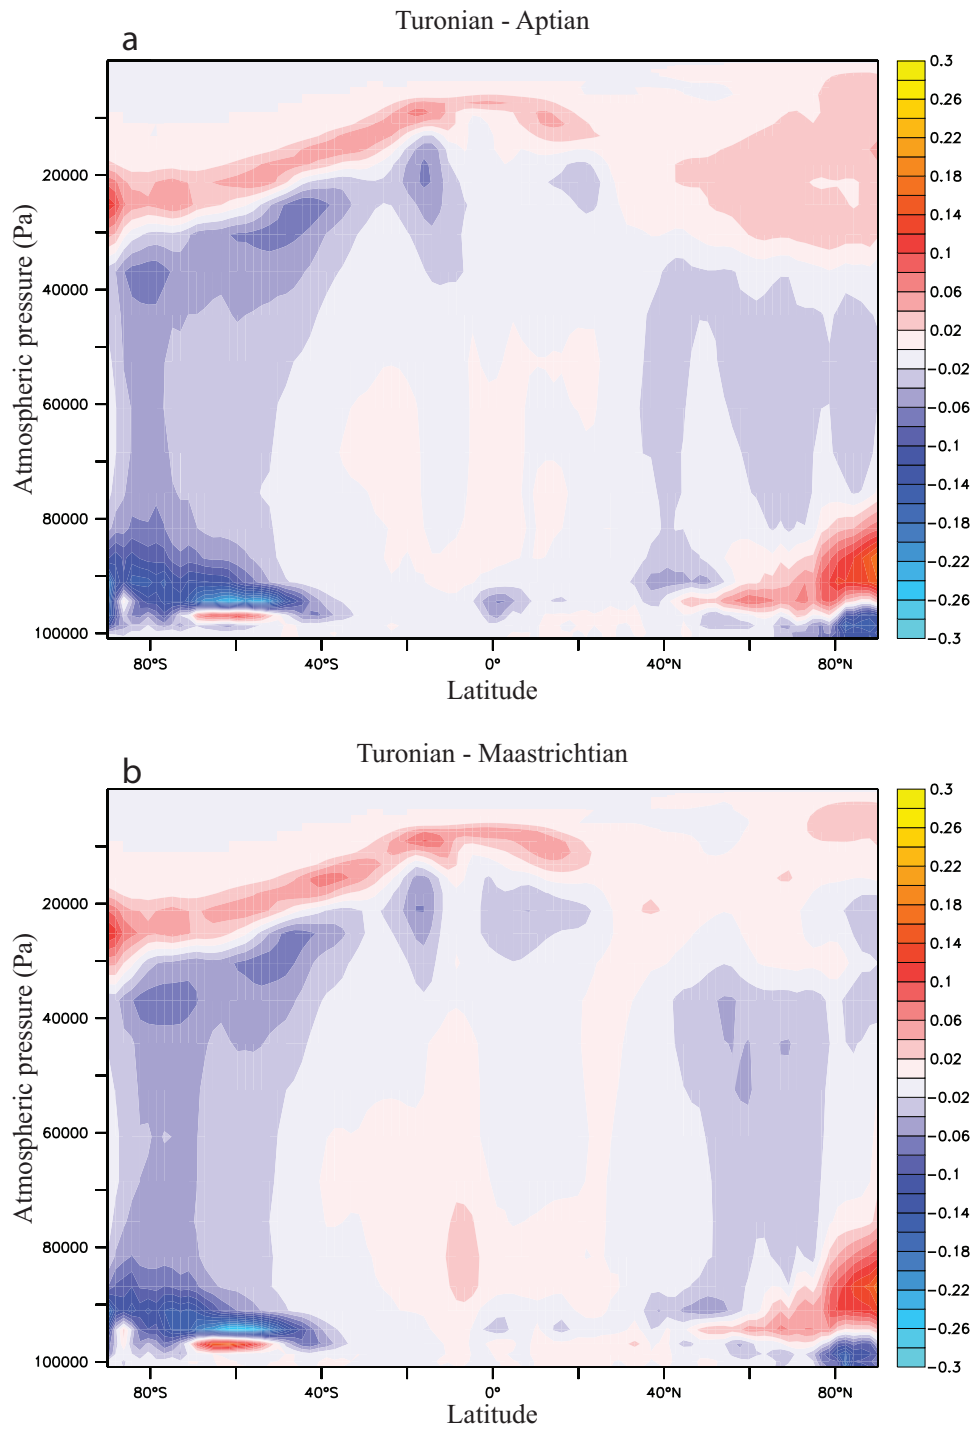 Turonian - Aptian
a
Atmospheric pressure (Pa)
20000
40000
60000
80000
100000
80°S
40°S
0°
40°N
80°N
Latitude
0.3
0.26
0.22
0.18
0.14
0.1
0.06
0.02
−0.02
−0.06
−0.1
−0.14
−0.18
−0.22
−0.26
−0.3
Turonian - Maastrichtian
b
Atmospheric pressure (Pa)
20000
40000
60000
80000
100000
80°S
40°S
0°
40°N
80°N
Latitude
0.3
0.26
0.22
0.18
0.14
0.1
0.06
0.02
−0.02
−0.06
−0.1
−0.14
−0.18
−0.22
−0.26
−0.3